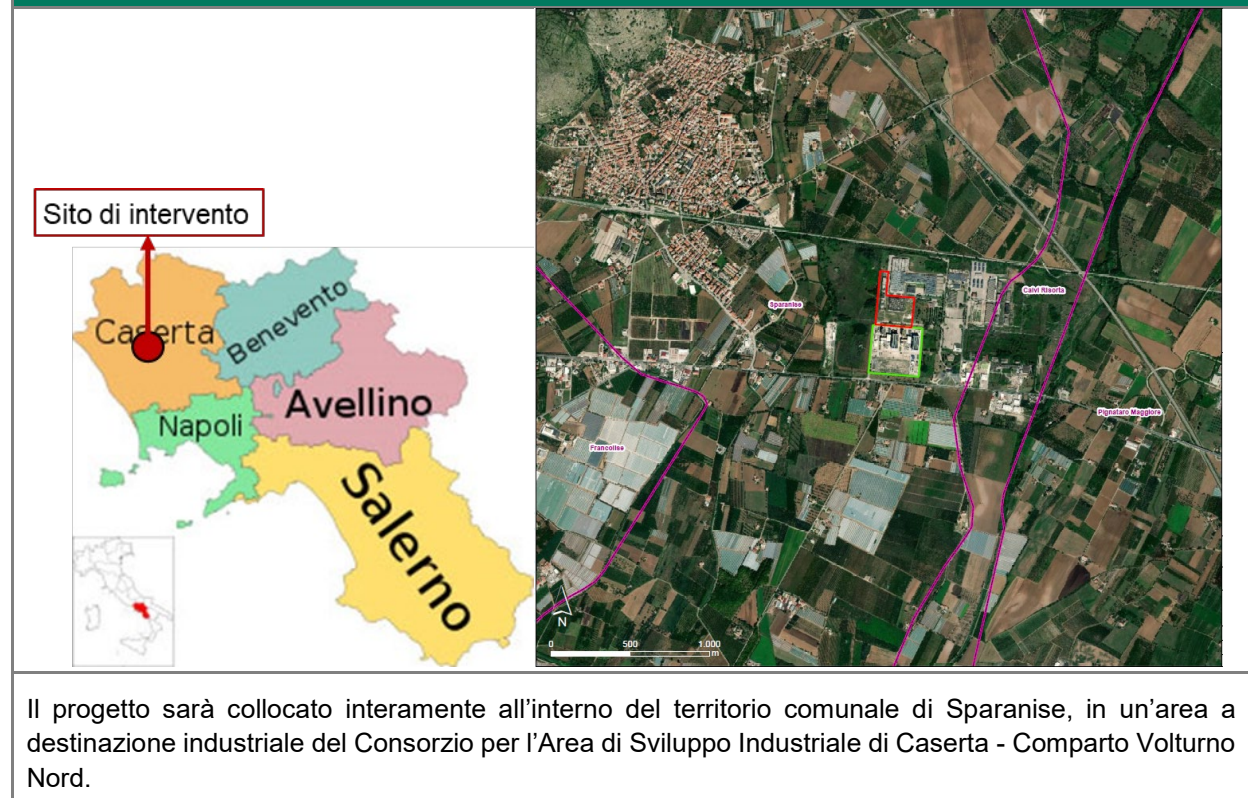 Sito di intervento
Caserta
Benevento
Avellino
Napoli
Salerno
Sparanise
Calvi Risorta
Pignataro Maggiore
Francolise
N
0 500 1.000
m
Il progetto sarà collocato interamente all'interno del territorio comunale di Sparanise, in un'area a
destinazione industriale del Consorzio per l'Area di Sviluppo Industriale di Caserta - Comparto Volturno
Nord.